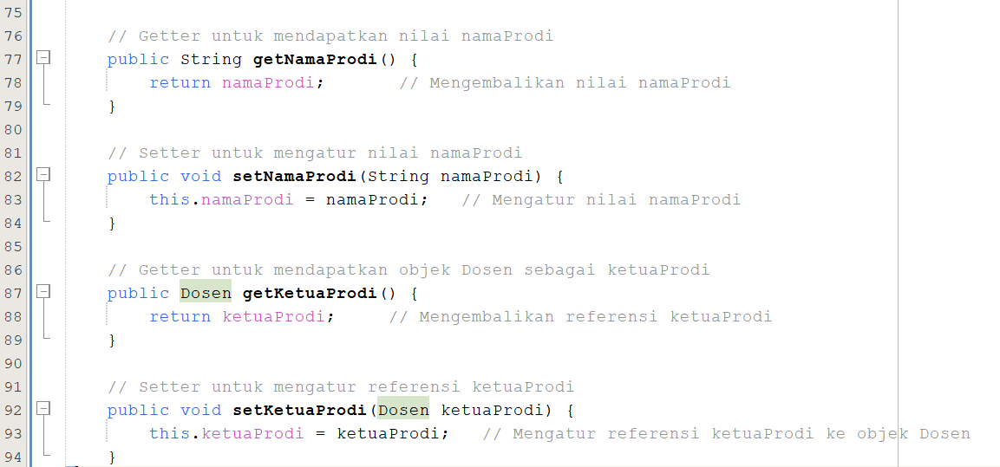 75
76 // Getter untuk mendapatkan nilai namaProdi
77 public String getNamaProdi() {
78 return namaProdi; // Mengembalikan nilai namaProdi
79 }
80
81 // Setter untuk mengatur nilai namaProdi
82 public void setNamaProdi(String namaProdi) {
83 this.namaProdi = namaProdi; // Mengatur nilai namaProdi
84 }
85
86 // Getter untuk mendapatkan objek Dosen sebagai ketuaProdi
87 public Dosen getKetuaProdi() {
88 return ketuaProdi; // Mengembalikan referensi ketuaProdi
89 }
90
91 // Setter untuk mengatur referensi ketuaProdi
92 public void setKetuaProdi(Dosen ketuaProdi) {
93 this.ketuaProdi = ketuaProdi; // Mengatur referensi ketuaProdi ke objek Dosen
94 }